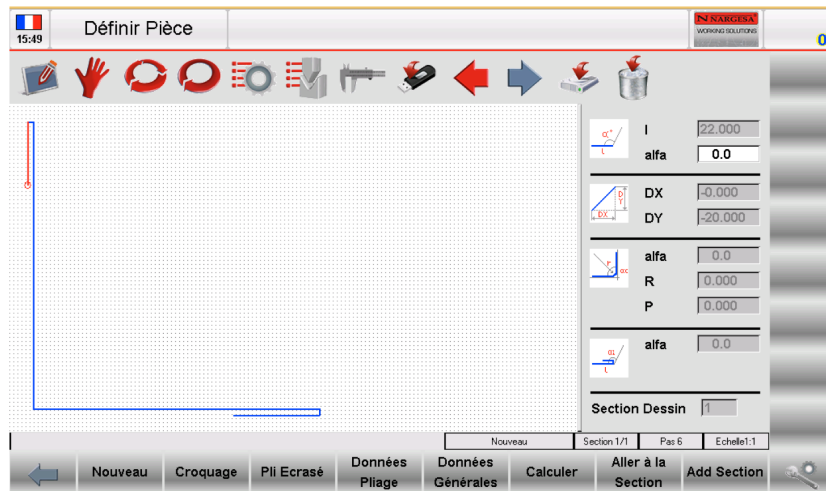 15:49
Définir Pièce
N NARGESA
WORKING SOLUTIONS
0
α°
L
l
22.000
alfa
0.0
D
Y
DX
DX
-0.000
DY
-20.000
alfa
0.0
r
α
R
0.000
P
0.000
alfa
0.0
α
L
Section Dessin
1
Nouveau
Section 1/1
Pas 6
Echelle1:1
Nouveau
Croquage
Pli Ecrasé
Données
Pliage
Données
Générales
Calculer
Aller à la
Section
Add Section